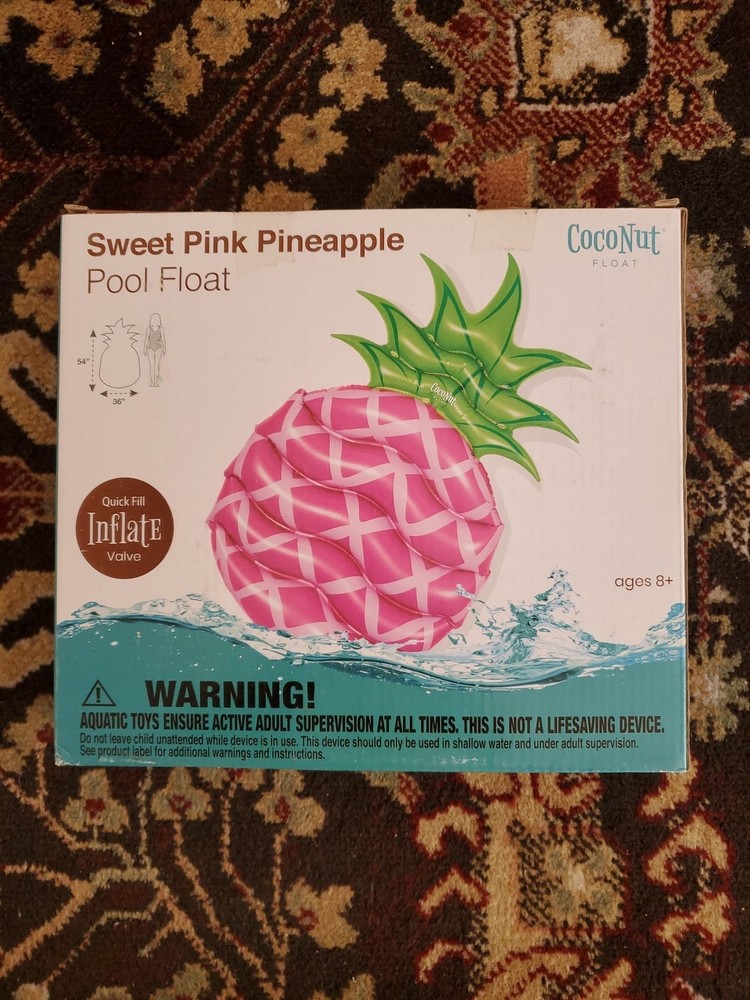 Sweet Pink Pineapple
Pool Float
CocoNut
FLOAT
54"
36"
CocoNut
Quick Fill
InflatE
Valve
ages 8+
WARNING!
AQUATIC TOYS ENSURE ACTIVE ADULT SUPERVISION AT ALL TIMES. THIS IS NOT A LIFESAVING DEVICE.
Do not leave child unattended while device is in use. This device should only be used in shallow water and under adult supervision.
See product label for additional warnings and instructions.